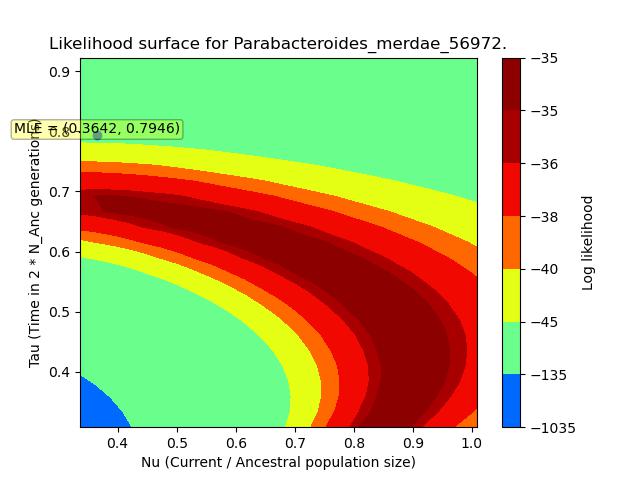 Likelihood surface for Parabacteroides_merdae_56972.
MLE = (0.3642, 0.7946)
0.9
0.8
0.7
0.6
0.5
0.4
Tau (Time in 2 * N_Anc generations)
0.4 0.5 0.6 0.7 0.8 0.9 1.0
Nu (Current / Ancestral population size)
−35
−35
−36
−38
−40
−45
−135
−1035
Log likelihood